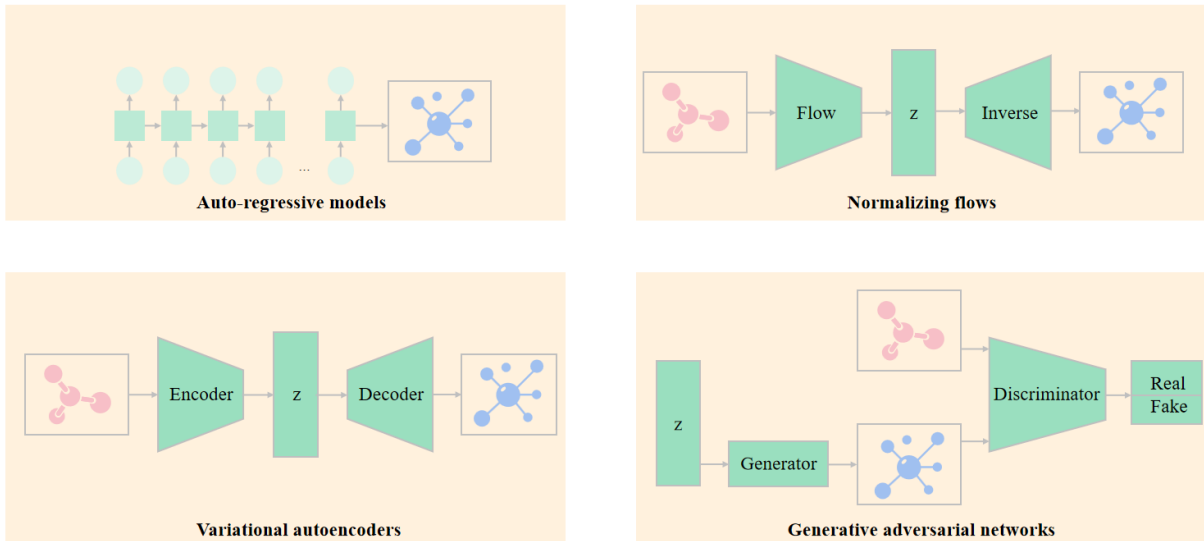 ...
Auto-regressive models
Flow
z
Inverse
Normalizing flows
Encoder
z
Decoder
Variational autoencoders
z
Generator
Discriminator
Real
Fake
Generative adversarial networks